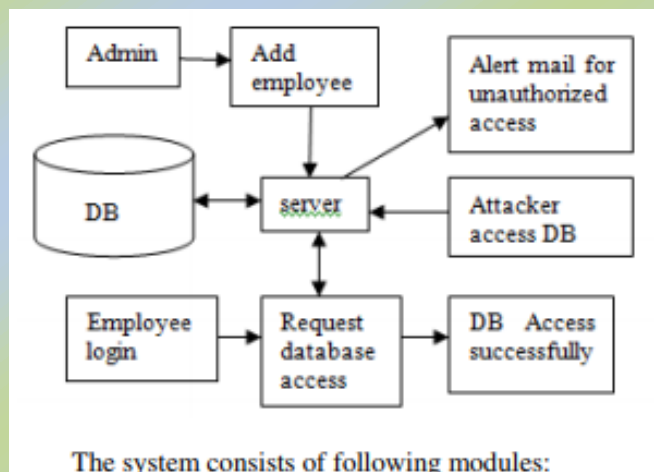 Admin
Add
employee
Alert mail for
unauthorized
access
DB
server
Attacker
access DB
Employee
login
Request
database
access
DB Access
successfully
The system consists of following modules: